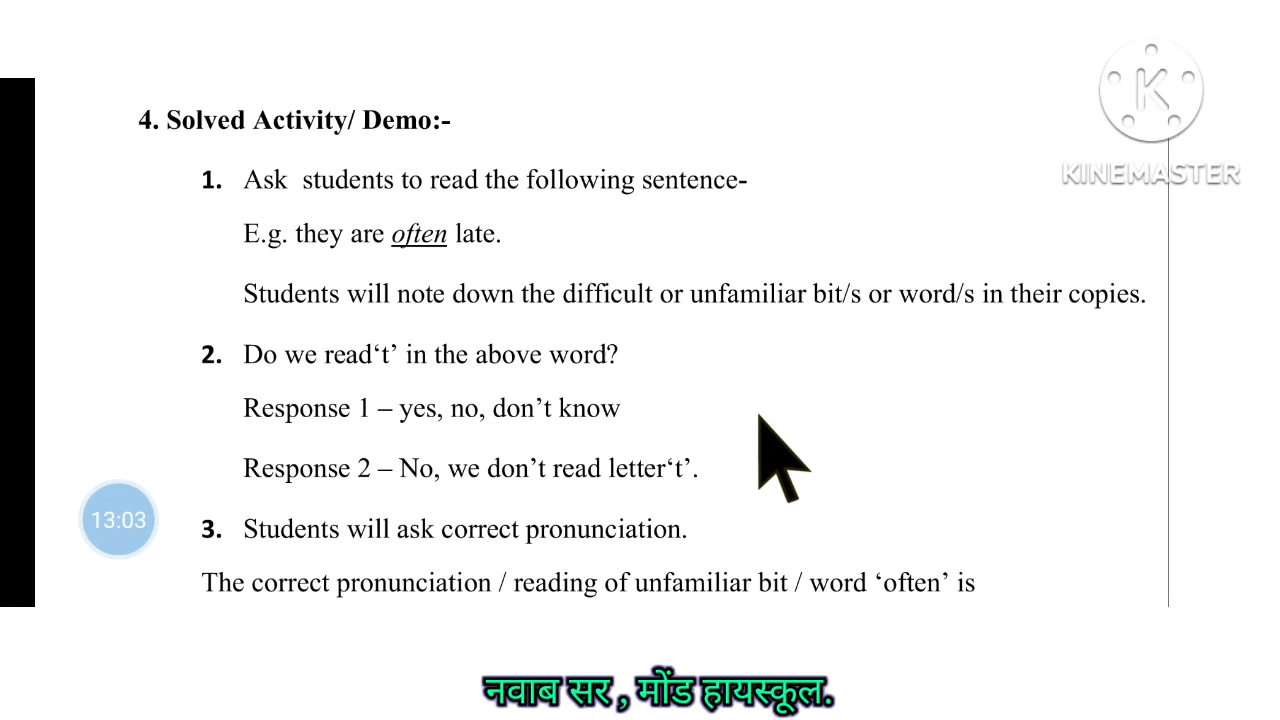 KINEMASTER
4. Solved Activity/ Demo:-
1. Ask  students to read the following sentence-
E.g. they are often late.
Students will note down the difficult or unfamiliar bit/s or word/s in their copies.
2. Do we read‘t’ in the above word?
Response 1 – yes, no, don’t know
Response 2 – No, we don’t read letter‘t’.
13:03
3. Students will ask correct pronunciation.
The correct pronunciation / reading of unfamiliar bit / word ‘often’ is
नवाब सर , मोंड हायस्कूल.